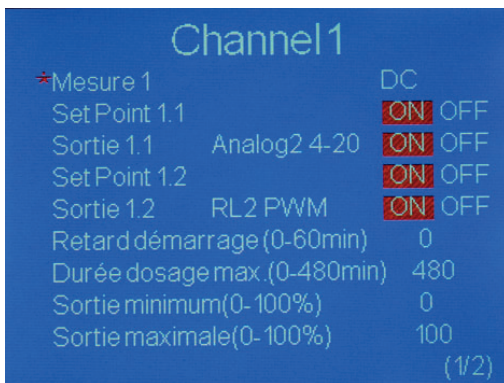 Channel 1
*Mesure 1 DC
Set Point 1.1 ON OFF
Sortie 1.1 Analog2 4-20 ON OFF
Set Point 1.2 ON OFF
Sortie 1.2 RL2 PWM ON OFF
Retard démarrage(0-60min) 0
Durée dosage max.(0-480min) 480
Sortie minimum(0-100%) 0
Sortie maximale(0-100%) 100
(1/2)